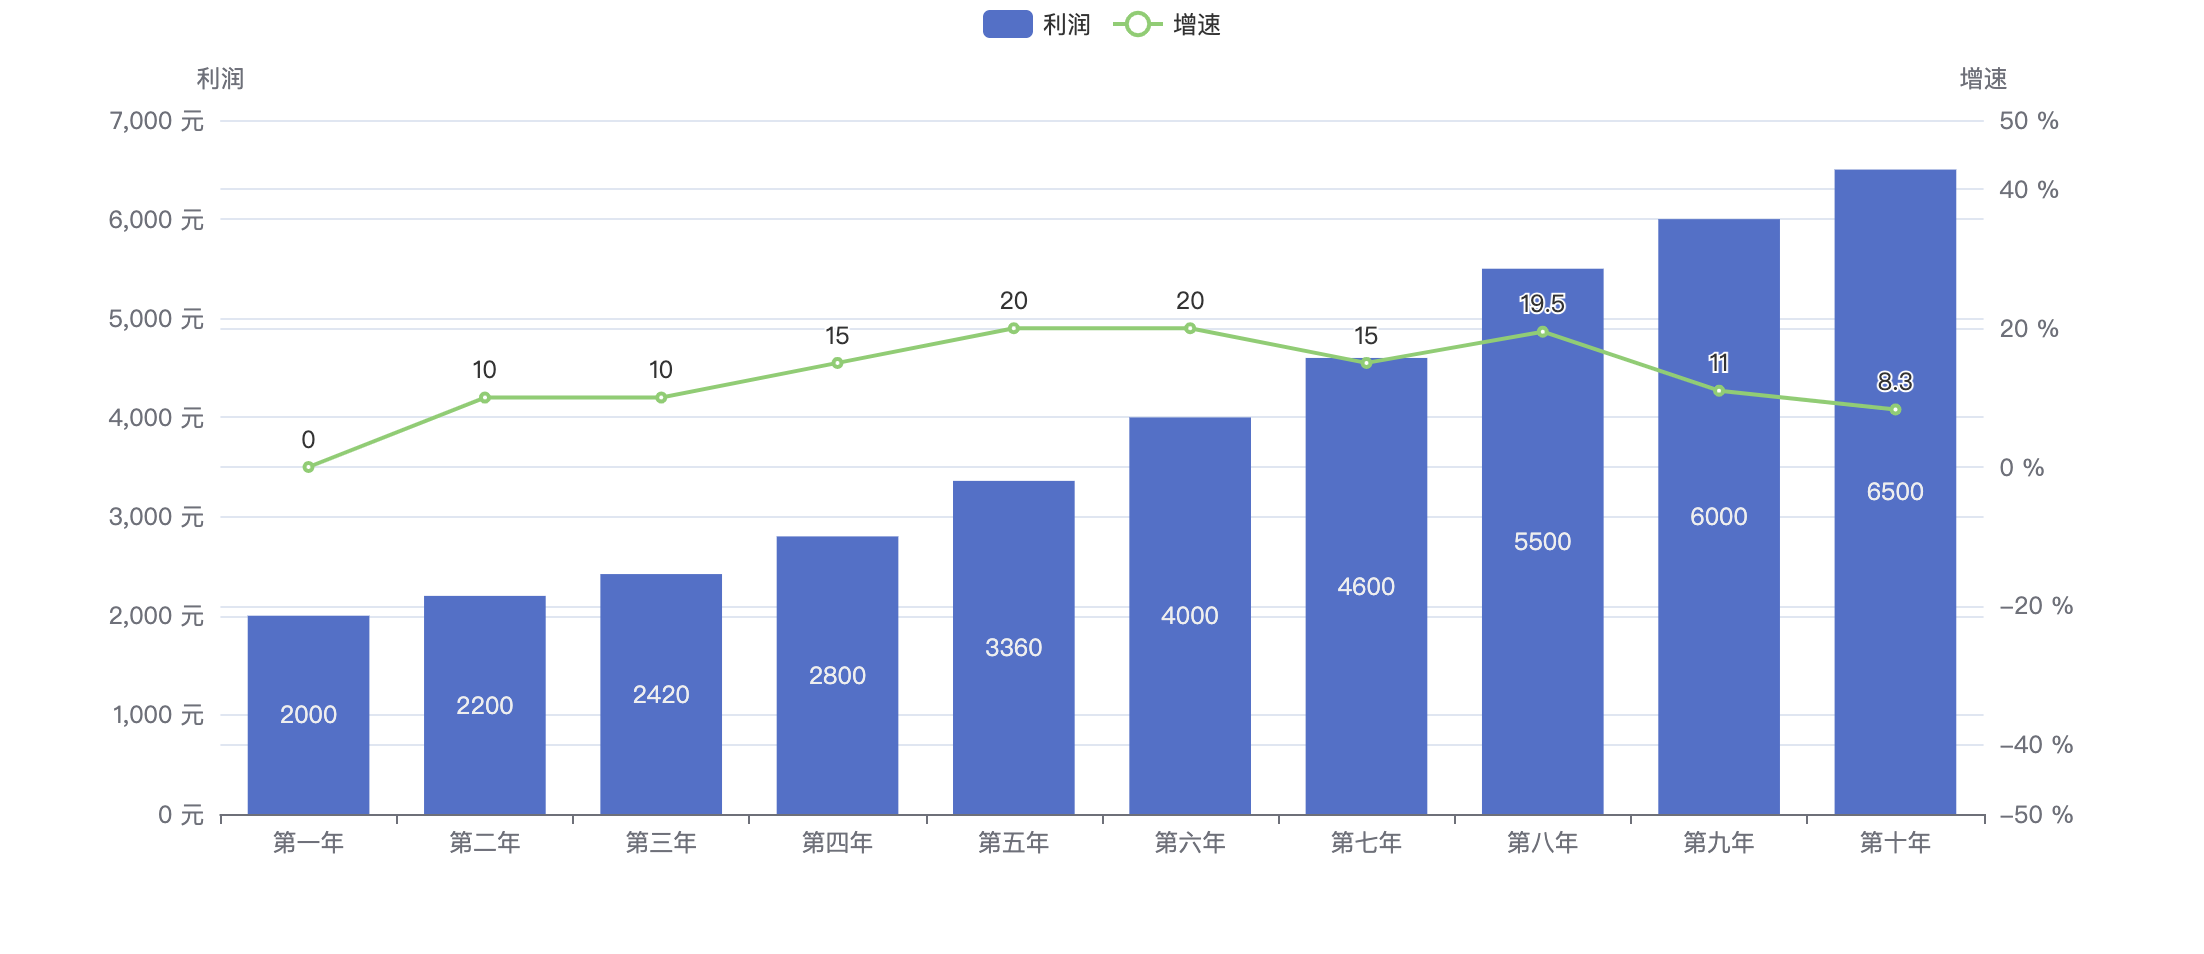 利润 增速
利润 增速
7,000 元 50 %
40 %
6,000 元
20 20 19.5
5,000 元 20 %
15 15
10 10 11
8.3
4,000 元
0
0 %
6500
3,000 元 6000
5500
4600
2,000 元 4000 -20 %
3360
2800
2420
2200
1,000 元 2000
-40 %
0 元 -50 %
第一年 第二年 第三年 第四年 第五年 第六年 第七年 第八年 第九年 第十年